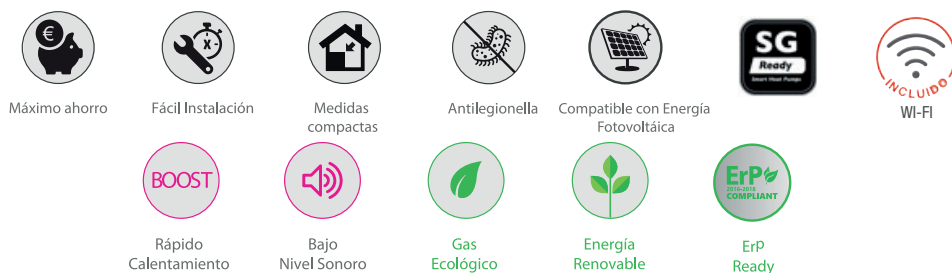 €
X
SG
Ready
Smart Heat Pumps
INCLUIDO
Máximo ahorro
Fácil Instalación
Medidas
compactas
Antilegionella
Compatible con Energía
Fotovoltáica
WI-FI
BOOST
ErP
2016-2018
COMPLIANT
Rápido
Calentamiento
Bajo
Nivel Sonoro
Gas
Ecológico
Energía
Renovable
ErP
Ready